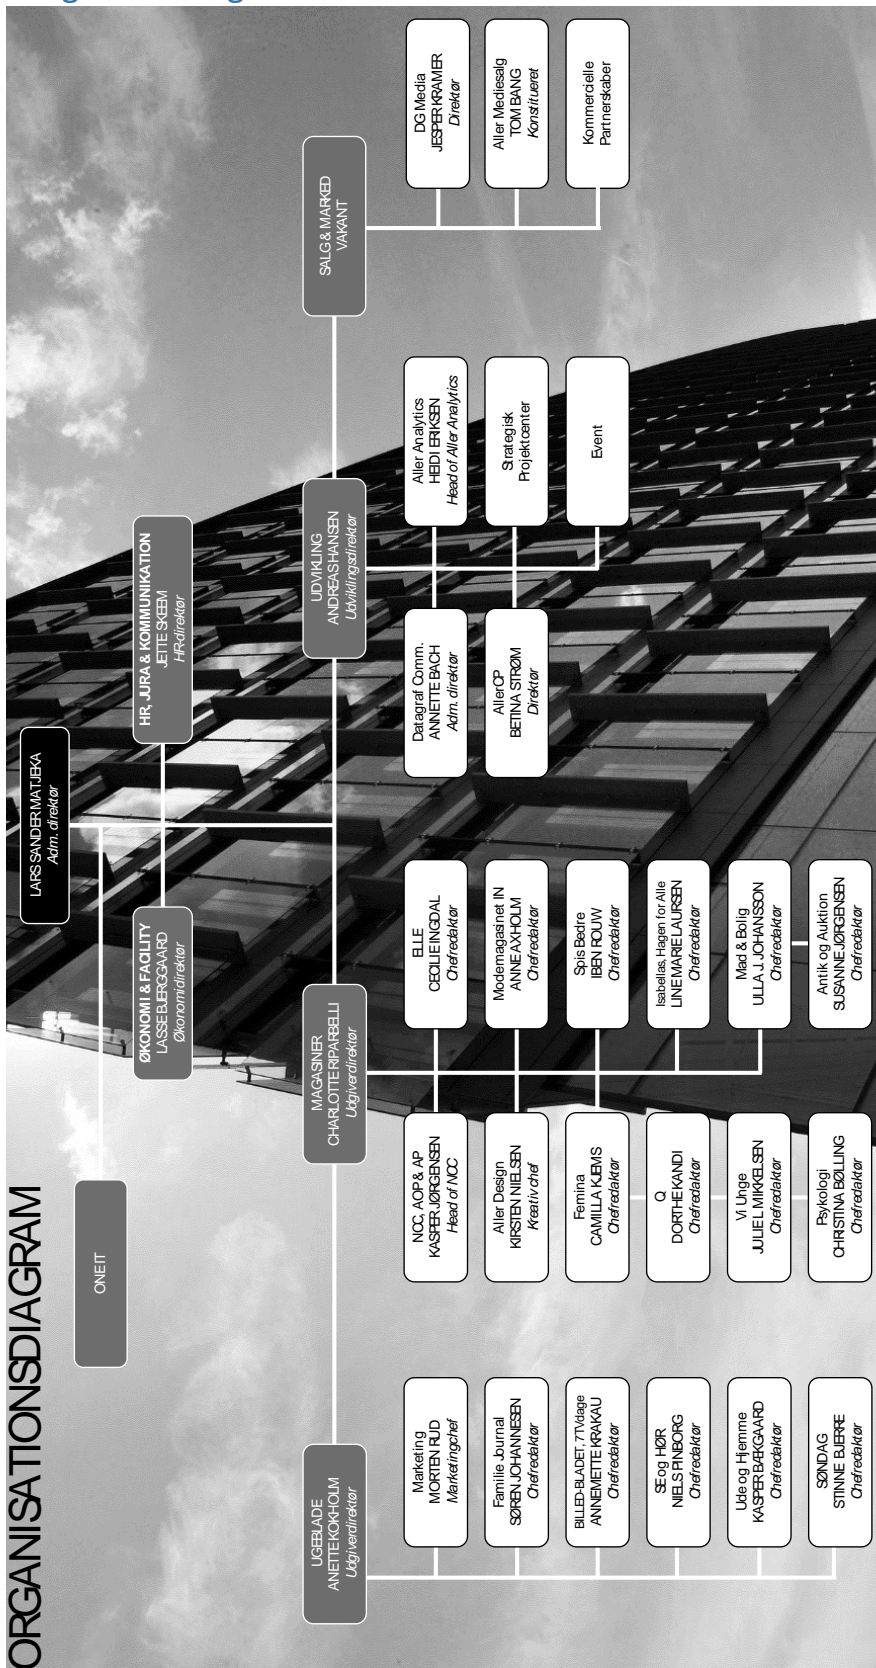 ORGANISATIONSDIAGRAM
LARS SANDER MATJEKA
Adm. direktør
ONE IT
ØKONOMI & FACILITY
LASSE BJERGGAARD
Økonomidirektør
HR, JURA & KOMMUNIKATION
JETTE SKEEM
HR-direktør
UGEBLADE
ANETTE KOKHOLM
Udgiverdirektør
MAGASINER
CHARLOTTE RIPARBELLI
Udgiverdirektør
UDVIKLING
ANDREAS HANSEN
Udviklingsdirektør
SALG & MARKED
VAKANT
Marketing
MORTEN RUD
Marketingchef
Familie Journal
SØREN JOHANNESEN
Chefredaktør
BILLED-BLADET, 7TVdage
ANNEMETTE KRAKAU
Chefredaktør
SE og HØR
NIELS PINBORG
Chefredaktør
Ude og Hjemme
KASPER BÆKGAARD
Chefredaktør
SØNDAG
STINNE BJERRE
Chefredaktør
NCC, AOP & AP
KASPER JØRGENSEN
Head of NCC
Aller Design
KIRSTEN NIELSEN
Kreativ chef
Femina
CAMILLA KJEMS
Chefredaktør
Q
DORTHE KANDI
Chefredaktør
Vi Unge
JULIE L MIKKELSEN
Chefredaktør
Psykologi
CHRISTINA BØLLING
Chefredaktør
ELLE
CECILIE INGDAL
Chefredaktør
Modemagasinet IN
ANNE AXHOLM
Chefredaktør
Spis Bedre
IBEN ROUW
Chefredaktør
Isabellas, Hagen for Alle
LINE MARIE LAURSEN
Chefredaktør
Mad & Bolig
ULLA J. JOHANSSON
Chefredaktør
Antik og Auktion
SUSANNE JØRGENSEN
Chefredaktør
Datagraf Comm.
ANNETTE BACH
Adm. direktør
Aller CP
BETINA STRØM
Direktør
Aller Analytics
HEIDI ERIKSEN
Head of Aller Analytics
Strategisk
Projektcenter
Event
DG Media
JESPER KRAMER
Direktør
Aller Mediesalg
TOM BANG
Konstitueret
Kommercielle
Partnerskaber